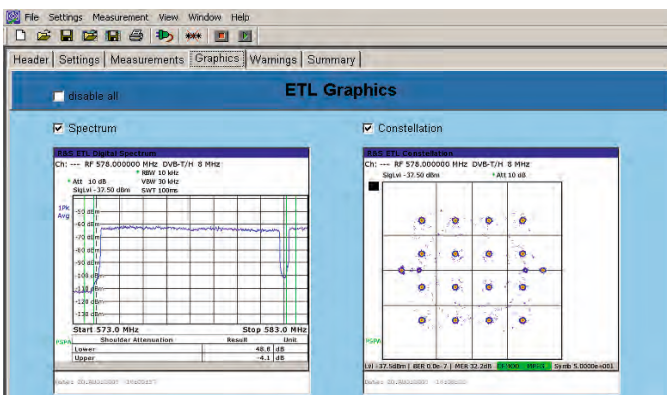 File Settings Measurement View Window Help
Header Settings Measurements Graphics Warnings Summary
disable all
ETL Graphics
Spectrum
R&S ETL Digital Spectrum
Ch: --- RF 578.000000 MHz DVB-T/H 8 MHz
RBW 10 kHz
Att 10 dB VBW 30 kHz
SigLvl -37.50 dBm SWT 100ms
1Pk
Avg
-50 dBm
-60 dBm
-70 dBm
-80 dBm
-90 dBm
-100 dBm
-110 dBm
-120 dBm
-130 dBm
Start 573.0 MHz Stop 583.0 MHz
Shoulder Attenuation Result Unit
Lower 48.8 dB
Upper -4.1 dB
Constellation
R&S ETL Constellation
Ch: --- RF 578.000000 MHz DVB-T/H 8 MHz
SigLvl -37.50 dBm Att 10 dB
Lvl -37.5dBm | BER 0.0e-7 | MER 32.2dB Symb 5.0000e+001